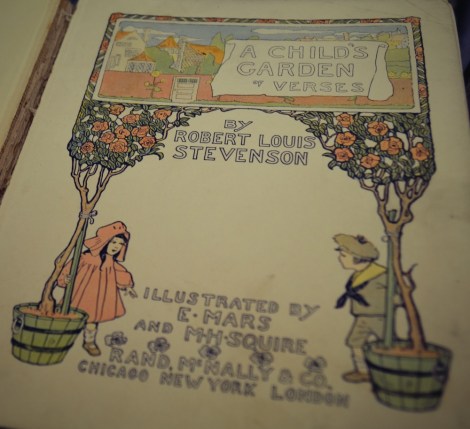 A CHILD'S
GARDEN
OF VERSES
BY
ROBERT LOUIS
STEVENSON
ILLUSTRATED BY
E. MARS
AND M.H. SQUIRE
RAND, McNALLY & CO.
CHICAGO NEW YORK LONDON